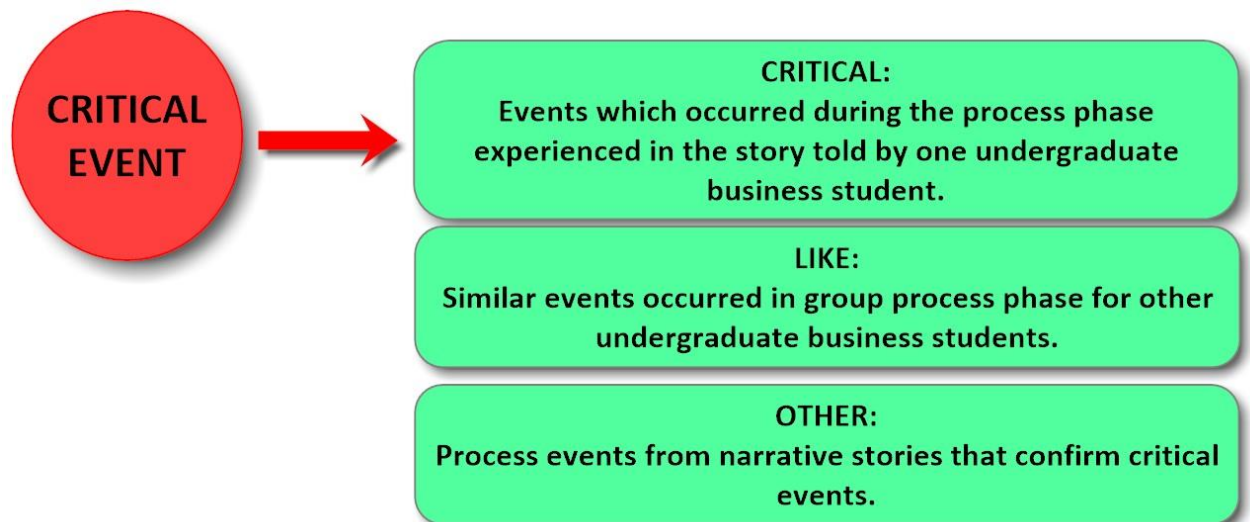 CRITICAL
EVENT
CRITICAL:
Events which occurred during the process phase
experienced in the story told by one undergraduate
business student.
LIKE:
Similar events occurred in group process phase for other
undergraduate business students.
OTHER:
Process events from narrative stories that confirm critical
events.